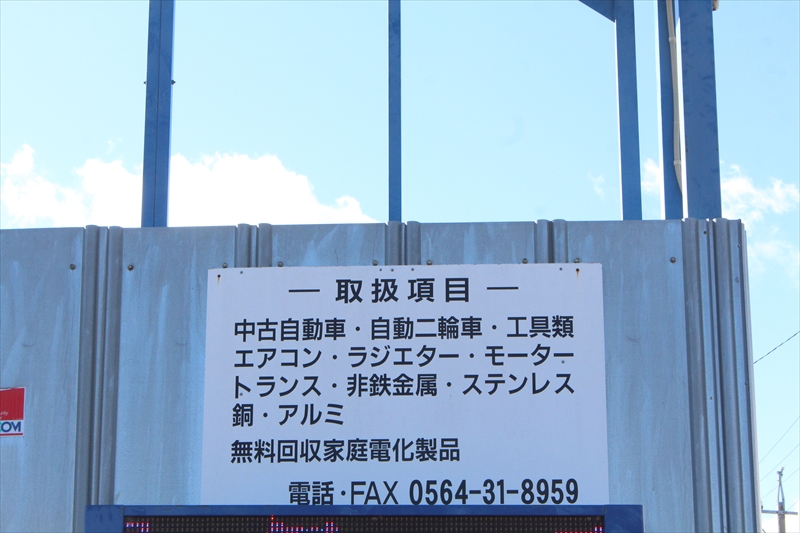 ― 取扱項目 ―
中古自動車・自動二輪車・工具類
エアコン・ラジエター・モーター
トランス・非鉄金属・ステンレス
銅・アルミ
無料回収家庭電化製品
電話・FAX 0564-31-8959